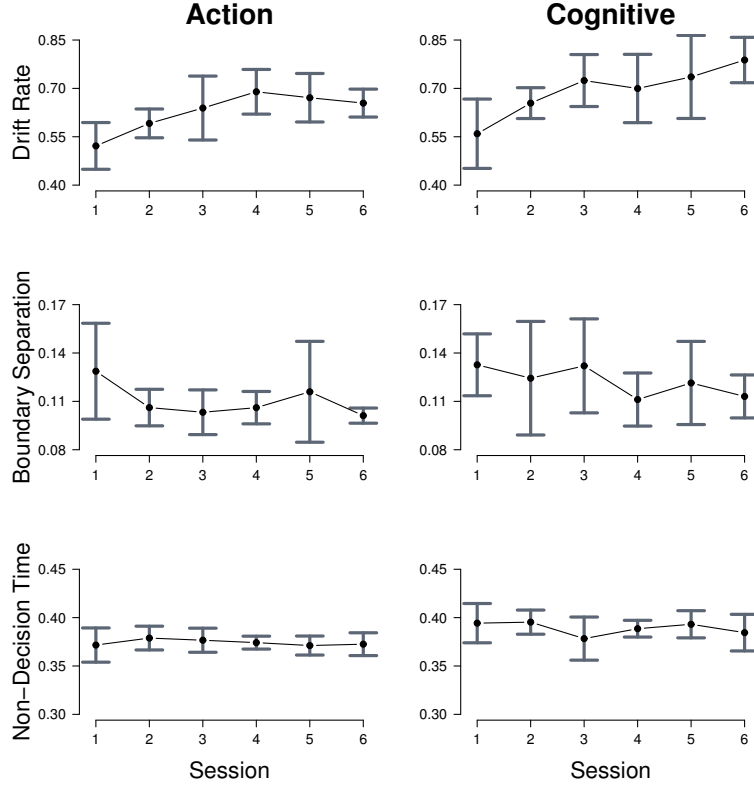 Action
Cognitive
Drift Rate
0.85
0.70
0.55
0.40
1 2 3 4 5 6
0.85
0.70
0.55
0.40
1 2 3 4 5 6
Boundary Separation
0.17
0.14
0.11
0.08
1 2 3 4 5 6
0.17
0.14
0.11
0.08
1 2 3 4 5 6
Non−Decision Time
0.45
0.40
0.35
0.30
1 2 3 4 5 6
Session
0.45
0.40
0.35
0.30
1 2 3 4 5 6
Session